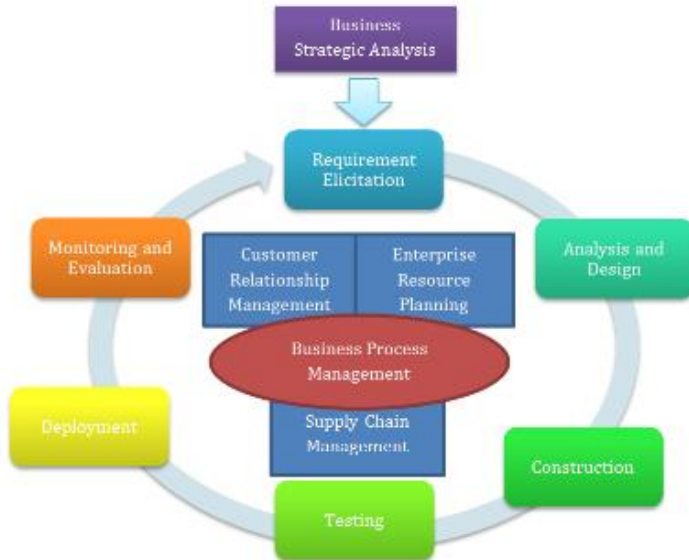 Business
Strategic Analysis
Requirement
Elicitation
Monitoring and
Evaluation
Customer
Relationship
Management
Enterprise
Resource
Planning
Analysis and
Design
Business Process
Management
Deployment
Supply Chain
Management
Construction
Testing